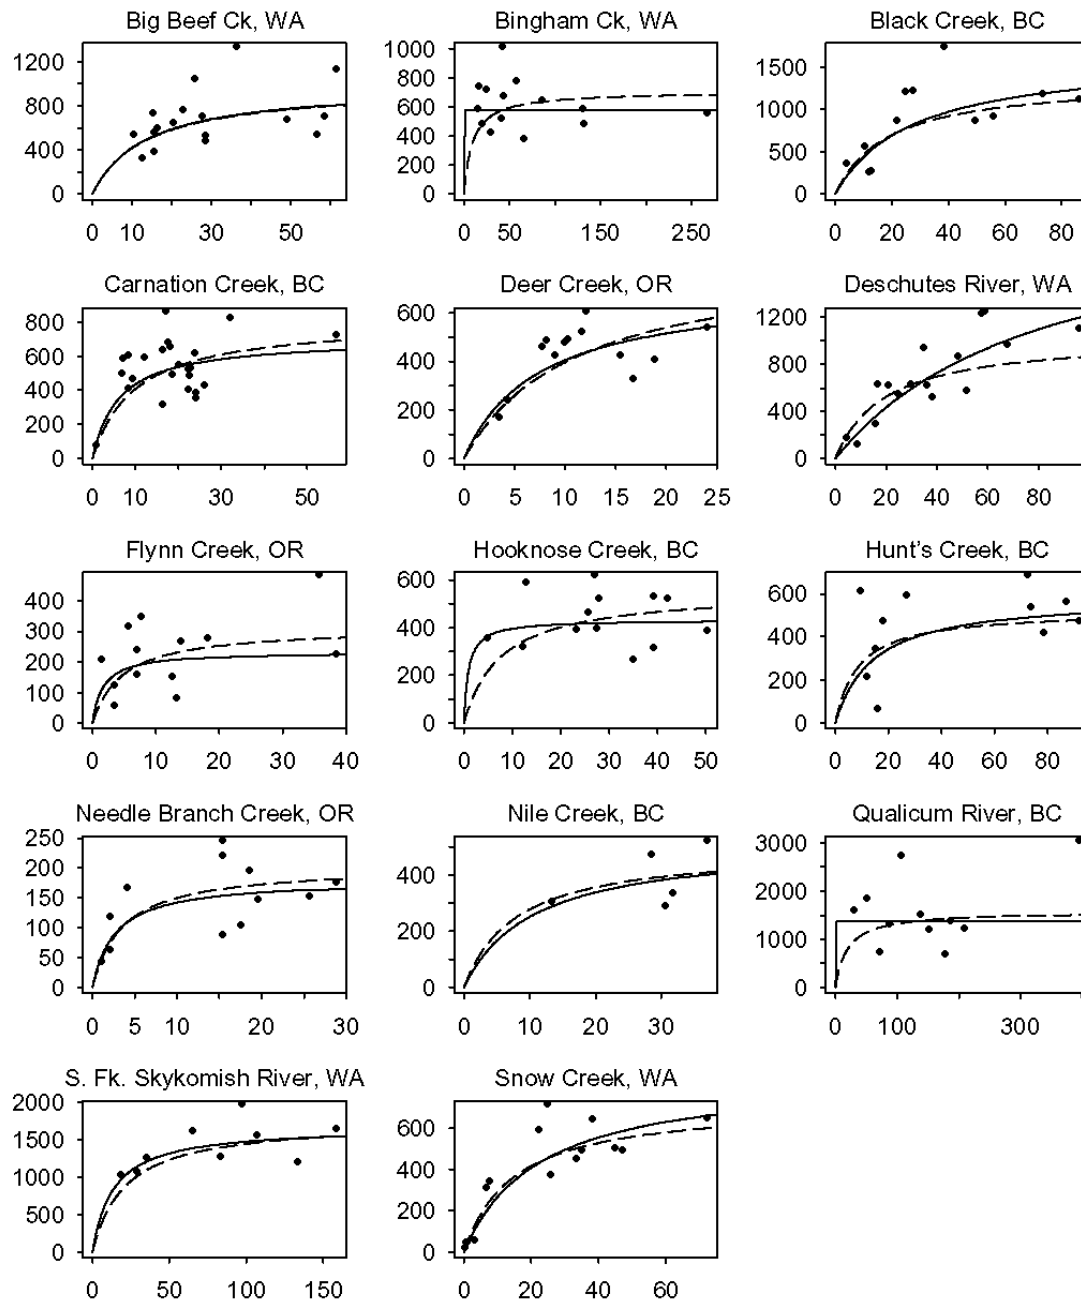 Big Beef Ck, WA
Bingham Ck, WA
Black Creek, BC
1200
800
400
0
0 10 30 50
1000
800
600
400
200
0
0 50 150 250
1500
1000
500
0
0 20 40 60 80
Carnation Creek, BC
Deer Creek, OR
Deschutes River, WA
800
600
400
200
0
0 10 30 50
600
400
200
0
0 5 10 15 20 25
1200
800
400
0
0 20 40 60 80
Flynn Creek, OR
Hooknose Creek, BC
Hunt's Creek, BC
400
300
200
100
0
0 10 20 30 40
600
400
200
0
0 10 20 30 40 50
600
400
200
0
0 20 40 60 80
Needle Branch Creek, OR
Nile Creek, BC
Qualicum River, BC
250
200
150
100
50
0
0 5 10 20 30
400
200
0
0 10 30
3000
2000
1000
0
0 100 300
S. Fk. Skykomish River, WA
Snow Creek, WA
2000
1500
1000
500
0
0 50 100 150
600
400
200
0
0 20 40 60